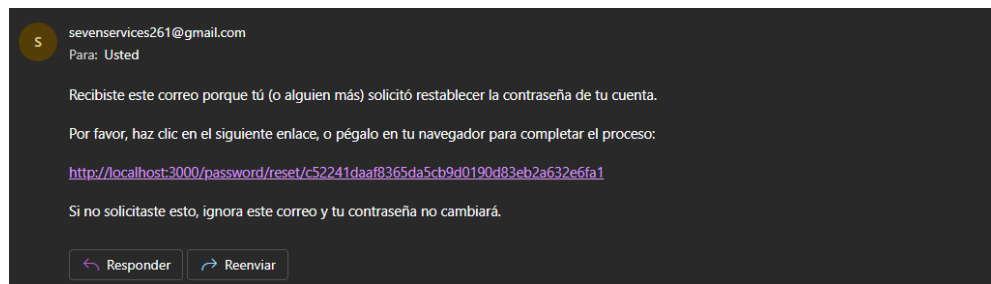 S
sevenservices261@gmail.com
Para: Usted
Recibiste este correo porque tú (o alguien más) solicitó restablecer la contraseña de tu cuenta.
Por favor, haz clic en el siguiente enlace, o pégalo en tu navegador para completar el proceso:
http://localhost:3000/password/reset/c52241daaf8365da5cb9d0190d83eb2a632e6fa1
Si no solicitaste esto, ignora este correo y tu contraseña no cambiará.
Responder
Reenviar